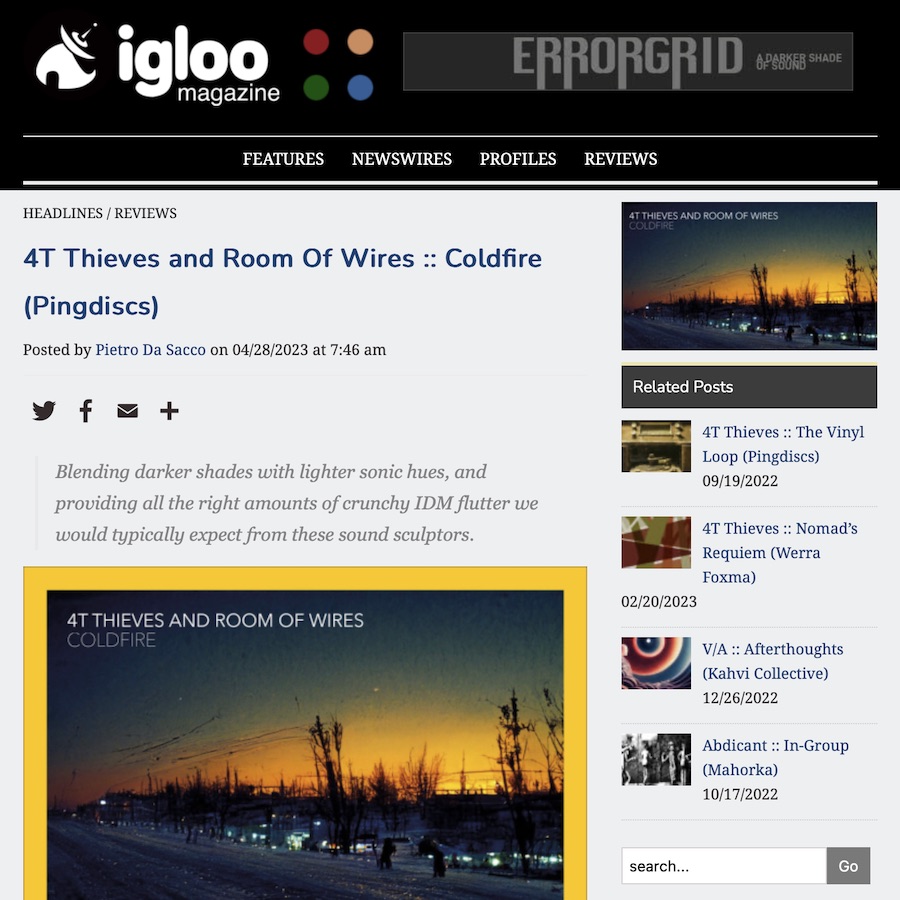 igloo
magazine
ERRORGRID
A DARKER SHADE
OF SOUND
FEATURES NEWSWIRES PROFILES REVIEWS
HEADLINES / REVIEWS
4T Thieves and Room Of Wires :: Coldfire
(Pingdiscs)
Posted by Pietro Da Sacco on 04/28/2023 at 7:46 am
Blending darker shades with lighter sonic hues, and
providing all the right amounts of crunchy IDM flutter we
would typically expect from these sound sculptors.
4T THIEVES AND ROOM OF WIRES
COLDFIRE
4T THIEVES AND ROOM OF WIRES
COLDFIRE
Related Posts
4T Thieves :: The Vinyl
Loop (Pingdiscs)
09/19/2022
4T Thieves :: Nomad’s
Requiem (Werra
Foxma)
02/20/2023
V/A :: Afterthoughts
(Kahvi Collective)
12/26/2022
Abdicant :: In-Group
(Mahorka)
10/17/2022
search... Go